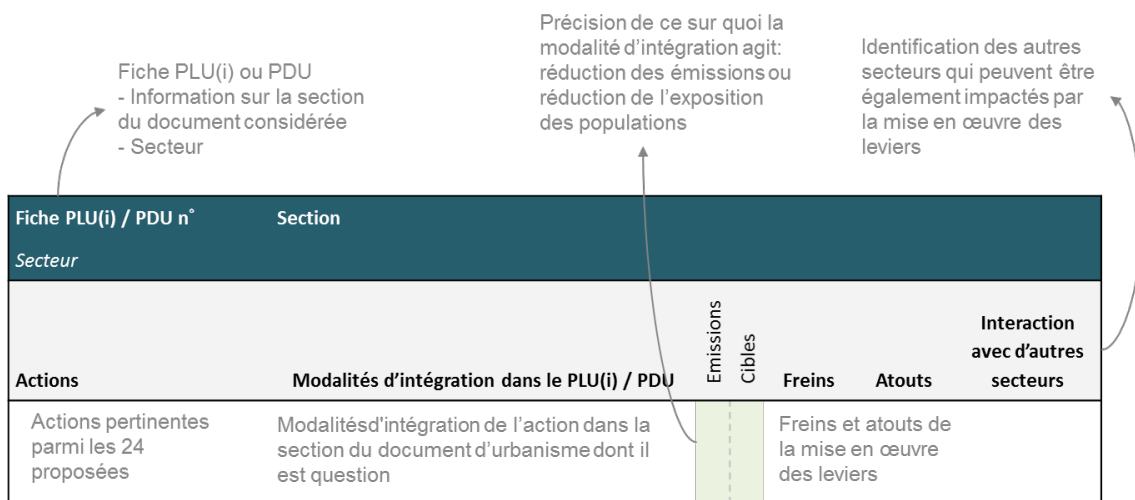 Fiche PLU(i) ou PDU
- Information sur la section
du document considérée
- Secteur
Précision de ce sur quoi la
modalité d'intégration agit:
réduction des émissions ou
réduction de l'exposition
des populations
Identification des autres
secteurs qui peuvent être
également impactés par
la mise en œuvre des
leviers
Fiche PLU(i) / PDU n° Section
Secteur
Actions Modalités d'intégration dans le PLU(i) / PDU Emissions Cibles Freins Atouts Interaction
avec d'autres
secteurs
Actions pertinentes
parmi les 24
proposées
Modalitésd'intégration de l'action dans la
section du document d'urbanisme dont il
est question
Freins et atouts de
la mise en œuvre
des leviers